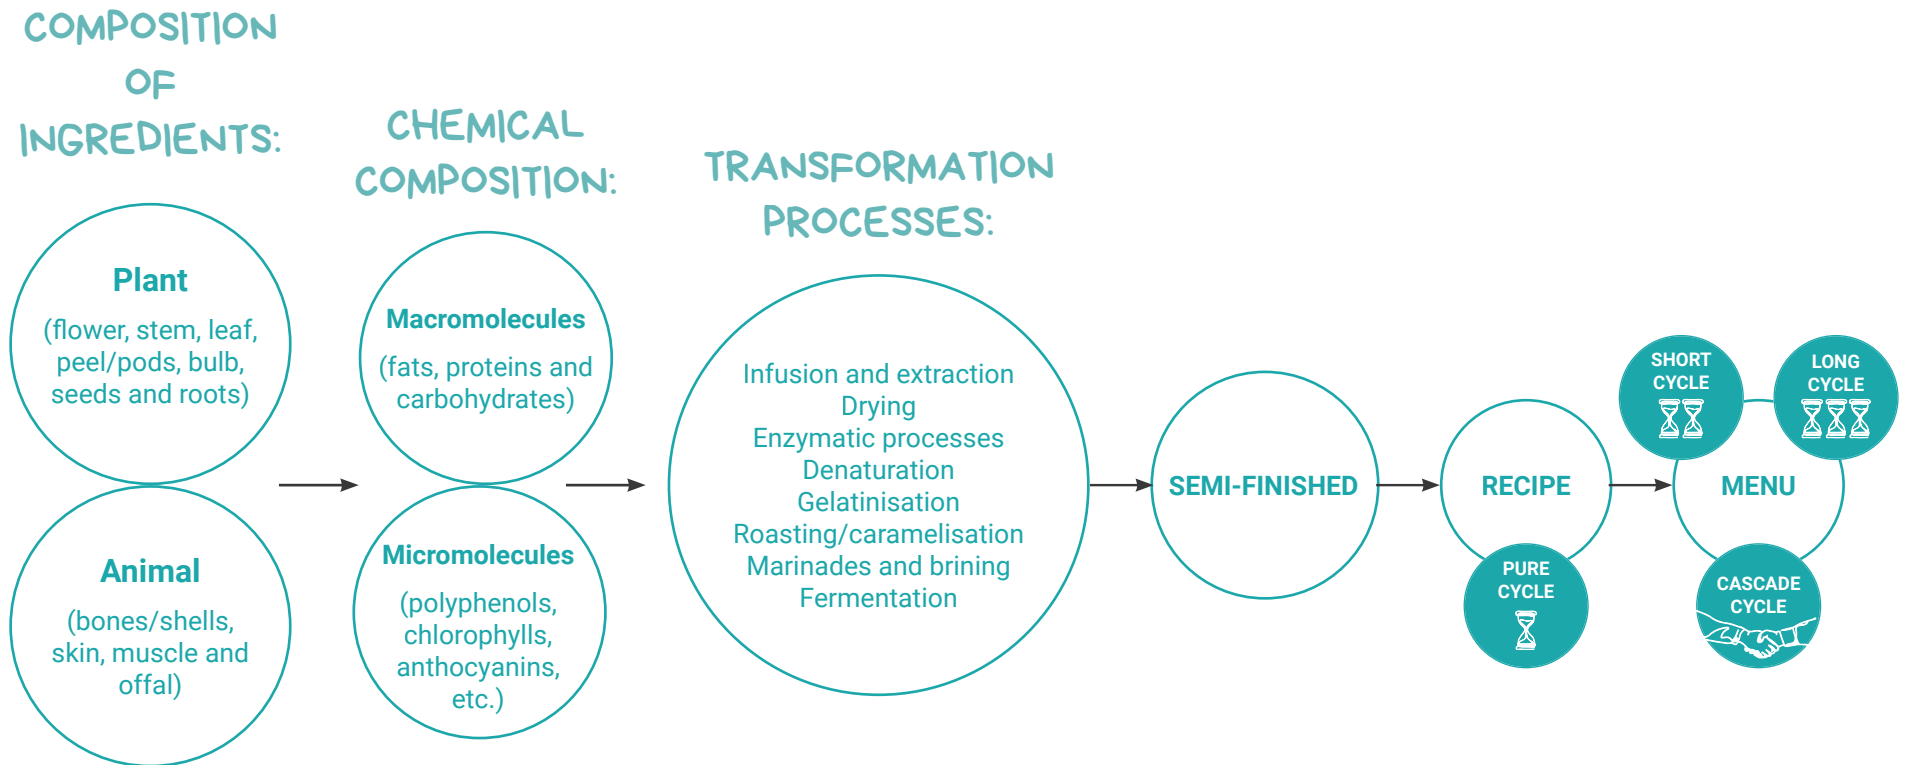 COMPOSITION
OF
INGREDIENTS:
Plant
(flower, stem, leaf,
peel/pods, bulb,
seeds and roots)
Animal
(bones/shells,
skin, muscle and
offal)
CHEMICAL
COMPOSITION:
Macromolecules
(fats, proteins and
carbohydrates)
Micromolecules
(polyphenols,
chlorophylls,
anthocyanins,
etc.)
TRANSFORMATION
PROCESSES:
Infusion and extraction
Drying
Enzymatic processes
Denaturation
Gelatinisation
Roasting/caramelisation
Marinades and brining
Fermentation
SEMI-FINISHED
RECIPE
PURE
CYCLE
SHORT
CYCLE
LONG
CYCLE
MENU
CASCADE
CYCLE